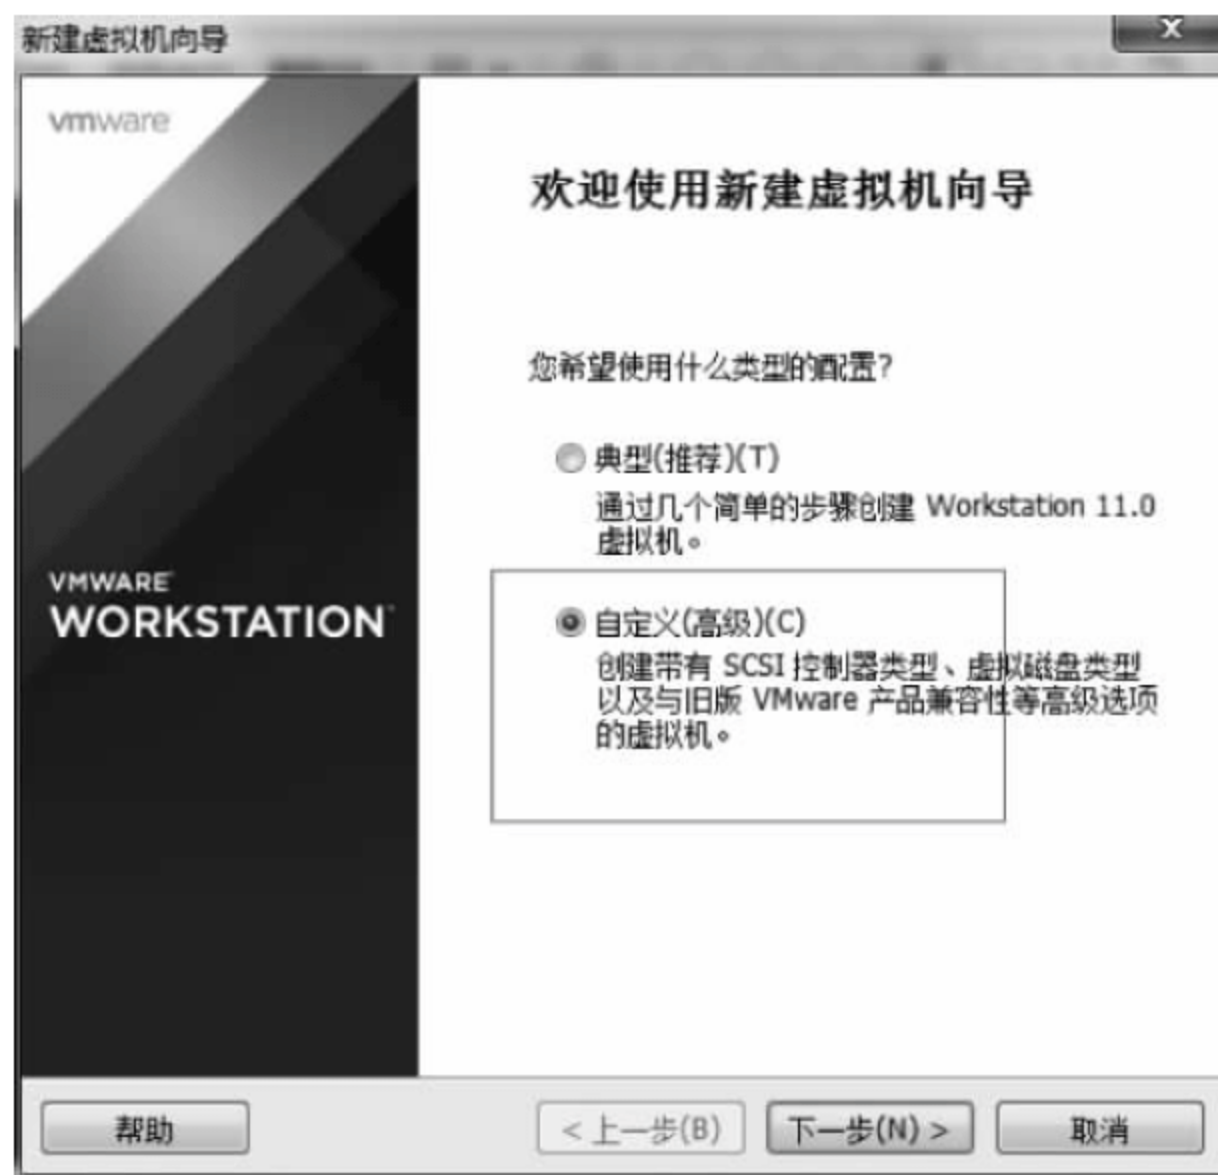 新建虚拟机向导
vmware
欢迎使用新建虚拟机向导
您希望使用什么类型的配置?
典型(推荐)(T)
通过几个简单的步骤创建 Workstation 11.0
虚拟机。
VMWARE
WORKSTATION
自定义(高级)(C)
创建带有 SCSI 控制器类型、虚拟磁盘类型
以及与旧版 VMware 产品兼容性等高级选项
的虚拟机。
帮助
< 上一步(B)
下一步(N) >
取消